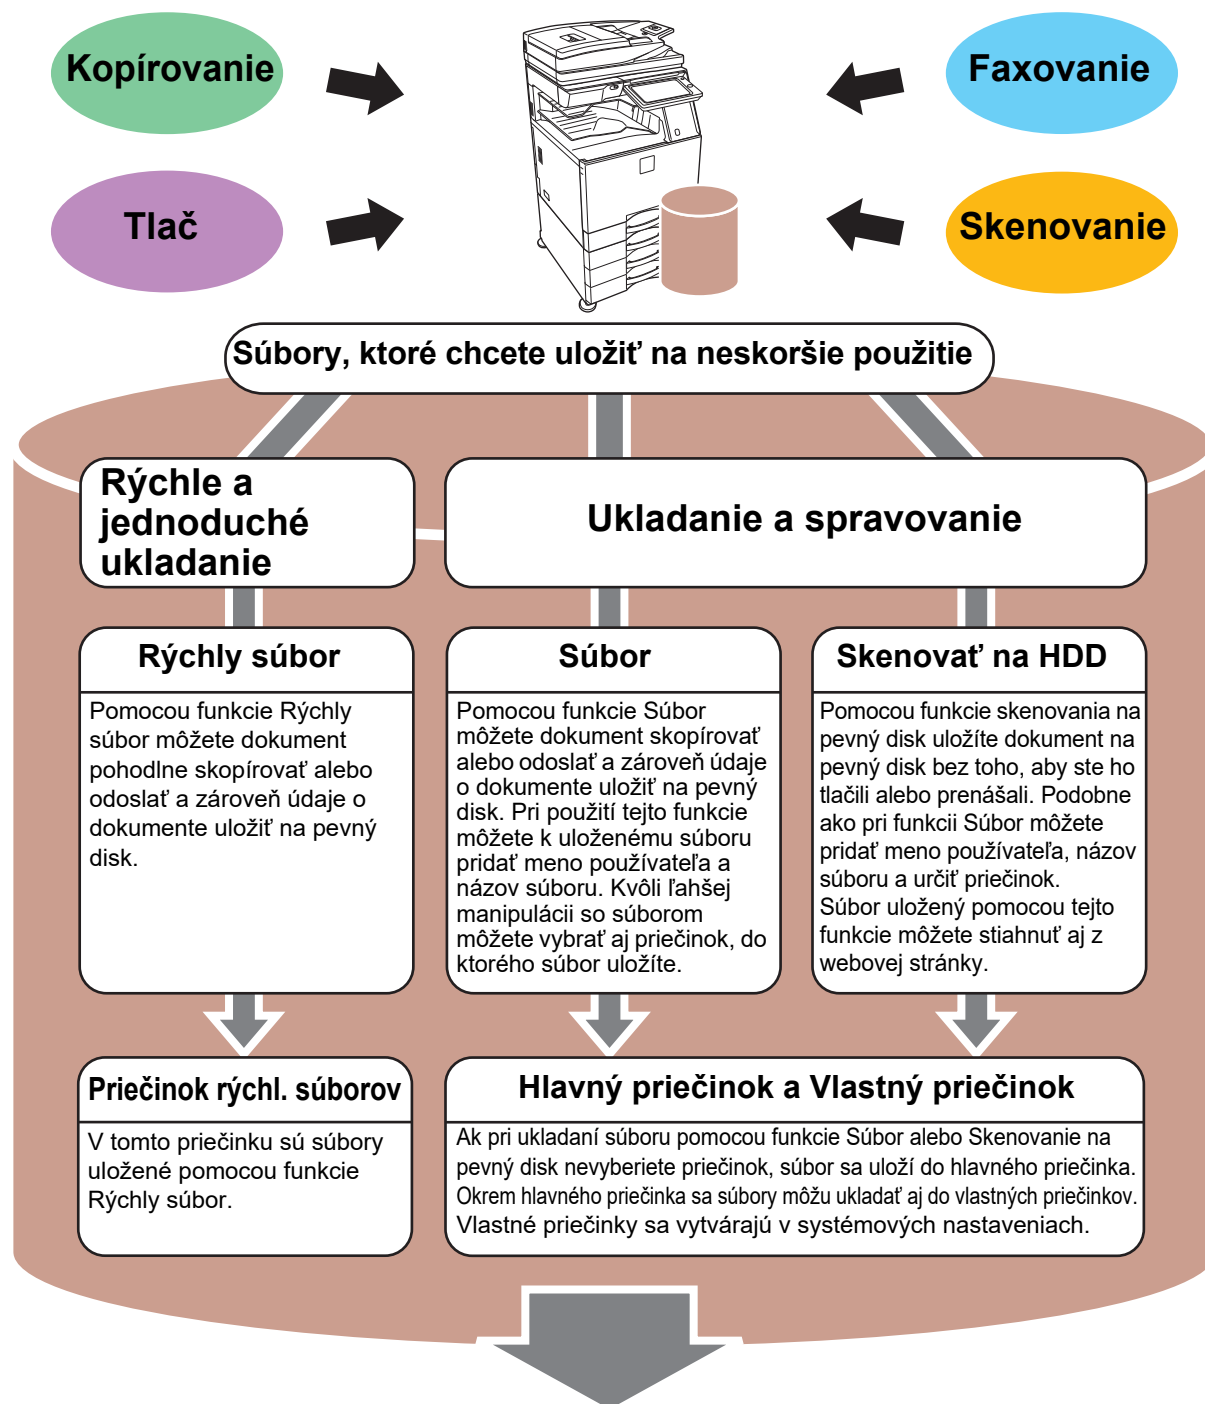 Kopírovanie
Faxovanie
Tlač
Skenovanie
Súbory, ktoré chcete uložiť na neskoršie použitie
Rýchle a
jednoduché
ukladanie
Ukladanie a spravovanie
Rýchly súbor
Pomocou funkcie Rýchly
súbor môžete dokument
pohodlne skopírovať alebo
odoslať a zároveň údaje o
dokumente uložiť na pevný
disk.
Súbor
Pomocou funkcie Súbor
môžete dokument skopírovať
alebo odoslať a zároveň údaje
o dokumente uložiť na pevný
disk. Pri použití tejto funkcie
môžete k uloženému súboru
pridať meno používateľa a
názov súboru. Kvôli ľahšej
manipulácii so súborom
môžete vybrať aj priečinok, do
ktorého súbor uložíte.
Skenovať na HDD
Pomocou funkcie skenovania na
pevný disk uložíte dokument na
pevný disk bez toho, aby ste ho
tlačili alebo prenášali. Podobne
ako pri funkcii Súbor môžete
pridať meno používateľa, názov
súboru a určiť priečinok.
Súbor uložený pomocou tejto
funkcie môžete stiahnuť aj z
webovej stránky.
Priečinok rýchl. súborov
V tomto priečinku sú súbory
uložené pomocou funkcie
Rýchly súbor.
Hlavný priečinok a Vlastný priečinok
Ak pri ukladaní súboru pomocou funkcie Súbor alebo Skenovanie na
pevný disk nevyberiete priečinok, súbor sa uloží do hlavného priečinka.
Okrem hlavného priečinka sa súbory môžu ukladať aj do vlastných priečinkov.
Vlastné priečinky sa vytvárajú v systémových nastaveniach.